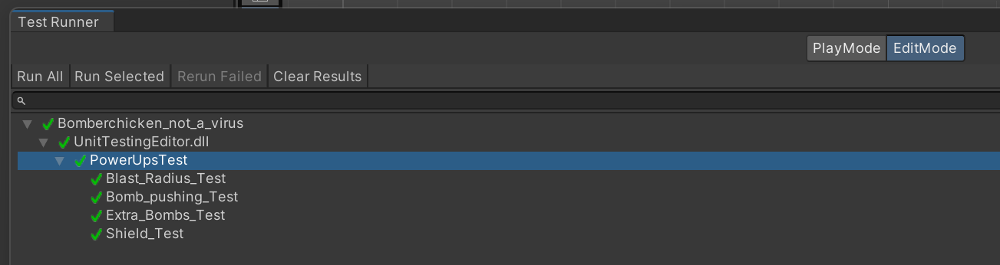 Test Runner
PlayMode EditMode
Run All Run Selected Rerun Failed Clear Results
Bomberchicken_not_a_virus
UnitTestingEditor.dll
PowerUpsTest
Blast_Radius_Test
Bomb_pushing_Test
Extra_Bombs_Test
Shield_Test